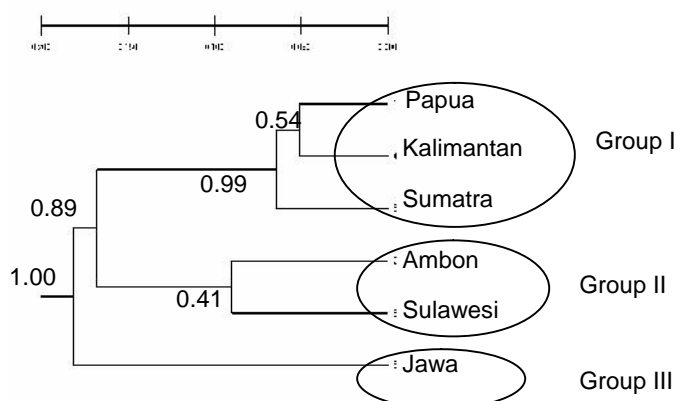 0.54
Papua
Kalimantan
Group I
0.99
Sumatra
0.89
Ambon
1.00
0.41
Group II
Sulawesi
Jawa
Group III